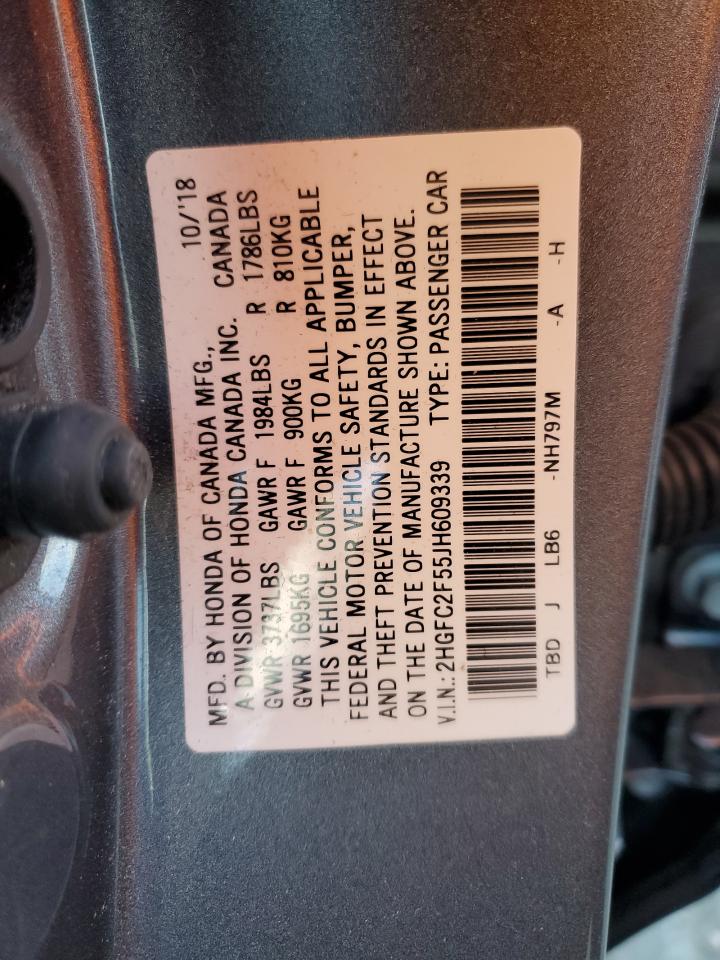 MFD. BY HONDA OF CANADA MFG., 10/'18
A DIVISION OF HONDA CANADA INC. CANADA
GVWR 3737LBS GAWR F 1984LBS R 1786LBS
GVWR 1695KG GAWR F 900KG R 810KG
THIS VEHICLE CONFORMS TO ALL APPLICABLE
FEDERAL MOTOR VEHICLE SAFETY, BUMPER,
AND THEFT PREVENTION STANDARDS IN EFFECT
ON THE DATE OF MANUFACTURE SHOWN ABOVE.
V.I.N.: 2HGFC2F55JH609339 TYPE: PASSENGER CAR
TBD J LB6 -NH797M -A -H